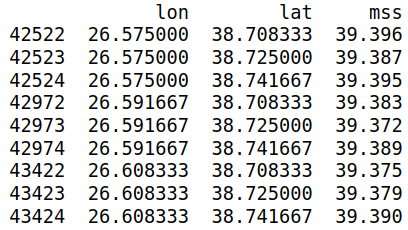 lon lat mss
42522 26.575000 38.708333 39.396
42523 26.575000 38.725000 39.387
42524 26.575000 38.741667 39.395
42972 26.591667 38.708333 39.383
42973 26.591667 38.725000 39.372
42974 26.591667 38.741667 39.389
43422 26.608333 38.708333 39.375
43423 26.608333 38.725000 39.379
43424 26.608333 38.741667 39.390